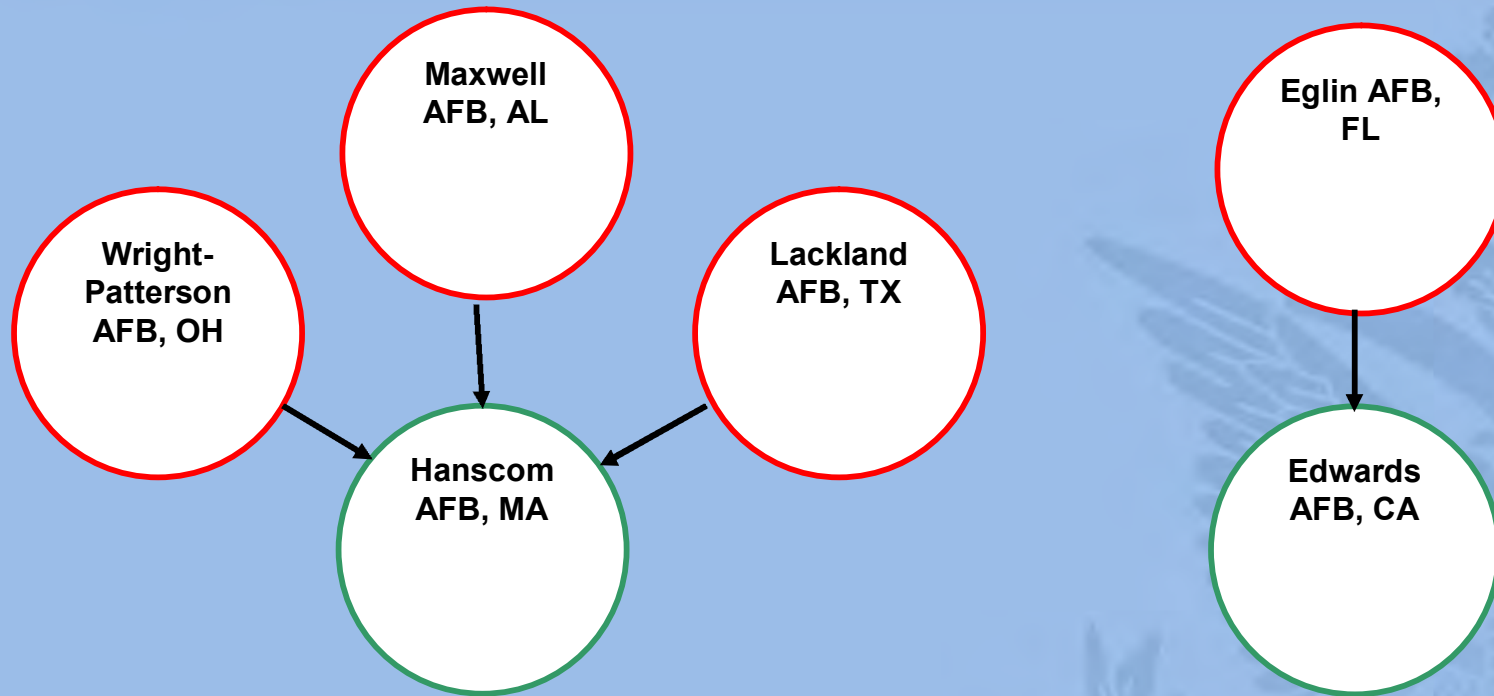 Maxwell
AFB, AL
Eglin AFB,
FL
Wright-
Patterson
AFB, OH
Lackland
AFB, TX
Hanscom
AFB, MA
Edwards
AFB, CA